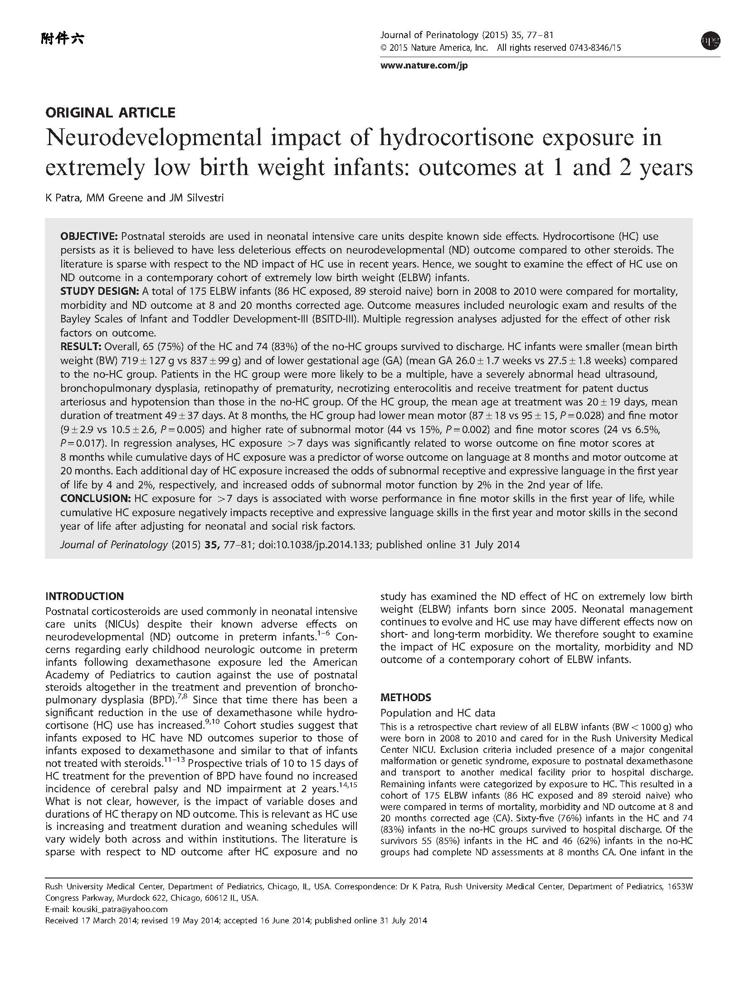 附件六
Journal of Perinatology (2015) 35, 77–81
© 2015 Nature America, Inc. All rights reserved 0743-8346/15
npg
www.nature.com/jp
ORIGINAL ARTICLE
Neurodevelopmental impact of hydrocortisone exposure in
extremely low birth weight infants: outcomes at 1 and 2 years
K Patra, MM Greene and JM Silvestri
OBJECTIVE: Postnatal steroids are used in neonatal intensive care units despite known side effects. Hydrocortisone (HC) use
persists as it is believed to have less deleterious effects on neurodevelopmental (ND) outcome compared to other steroids. The
literature is sparse with respect to the ND impact of HC use in recent years. Hence, we sought to examine the effect of HC use on
ND outcome in a contemporary cohort of extremely low birth weight (ELBW) infants.
STUDY DESIGN: A total of 175 ELBW infants (86 HC exposed, 89 steroid naive) born in 2008 to 2010 were compared for mortality,
morbidity and ND outcome at 8 and 20 months corrected age. Outcome measures included neurologic exam and results of the
Bayley Scales of Infant and Toddler Development-III (BSITD-III). Multiple regression analyses adjusted for the effect of other risk
factors on outcome.
RESULT: Overall, 65 (75%) of the HC and 74 (83%) of the no-HC groups survived to discharge. HC infants were smaller (mean birth
weight (BW) 719 ± 127 g vs 837 ± 99 g) and of lower gestational age (GA) (mean GA 26.0 ± 1.7 weeks vs 27.5 ± 1.8 weeks) compared
to the no-HC group. Patients in the HC group were more likely to be a multiple, have a severely abnormal head ultrasound,
bronchopulmonary dysplasia, retinopathy of prematurity, necrotizing enterocolitis and receive treatment for patent ductus
arteriosus and hypotension than those in the no-HC group. Of the HC group, the mean age at treatment was 20 ± 19 days, mean
duration of treatment 49 ± 37 days. At 8 months, the HC group had lower mean motor (87 ± 18 vs 95 ± 15, P = 0.028) and fine motor
(9 ± 2.9 vs 10.5 ± 2.6, P = 0.005) and higher rate of subnormal motor (44 vs 15%, P = 0.002) and fine motor scores (24 vs 6.5%,
P = 0.017). In regression analyses, HC exposure >7 days was significantly related to worse outcome on fine motor scores at
8 months while cumulative days of HC exposure was a predictor of worse outcome on language at 8 months and motor outcome at
20 months. Each additional day of HC exposure increased the odds of subnormal receptive and expressive language in the first year
of life by 4 and 2%, respectively, and increased odds of subnormal motor function by 2% in the 2nd year of life.
CONCLUSION: HC exposure for >7 days is associated with worse performance in fine motor skills in the first year of life, while
cumulative HC exposure negatively impacts receptive and expressive language skills in the first year and motor skills in the second
year of life after adjusting for neonatal and social risk factors.
Journal of Perinatology (2015) 35, 77–81; doi:10.1038/jp.2014.133; published online 31 July 2014
INTRODUCTION
Postnatal corticosteroids are used commonly in neonatal intensive
care units (NICUs) despite their known adverse effects on
neurodevelopmental (ND) outcome in preterm infants.1–6 Con-
cerns regarding early childhood neurologic outcome in preterm
infants following dexamethasone exposure led the American
Academy of Pediatrics to caution against the use of postnatal
steroids altogether in the treatment and prevention of broncho-
pulmonary dysplasia (BPD).7,8 Since that time there has been a
significant reduction in the use of dexamethasone while hydro-
cortisone (HC) use has increased.9,10 Cohort studies suggest that
infants exposed to HC have ND outcomes superior to those of
infants exposed to dexamethasone and similar to that of infants
not treated with steroids.11–13 Prospective trials of 10 to 15 days of
HC treatment for the prevention of BPD have found no increased
incidence of cerebral palsy and ND impairment at 2 years.14,15
What is not clear, however, is the impact of variable doses and
durations of HC therapy on ND outcome. This is relevant as HC use
is increasing and treatment duration and weaning schedules will
vary widely both across and within institutions. The literature is
sparse with respect to ND outcome after HC exposure and no
study has examined the ND effect of HC on extremely low birth
weight (ELBW) infants born since 2005. Neonatal management
continues to evolve and HC use may have different effects now on
short- and long-term morbidity. We therefore sought to examine
the impact of HC exposure on the mortality, morbidity and ND
outcome of a contemporary cohort of ELBW infants.
METHODS
Population and HC data
This is a retrospective chart review of all ELBW infants (BW < 1000 g) who
were born in 2008 to 2010 and cared for in the Rush University Medical
Center NICU. Exclusion criteria included presence of a major congenital
malformation or genetic syndrome, exposure to postnatal dexamethasone
and transport to another medical facility prior to hospital discharge.
Remaining infants were categorized by exposure to HC. This resulted in a
cohort of 175 ELBW infants (86 HC exposed and 89 steroid naive) who
were compared in terms of mortality, morbidity and ND outcome at 8 and
20 months corrected age (CA). Sixty-five (76%) infants in the HC and 74
(83%) infants in the no-HC groups survived to hospital discharge. Of the
survivors 55 (85%) infants in the HC and 46 (62%) infants in the no-HC
groups had complete ND assessments at 8 months CA. One infant in the
Rush University Medical Center, Department of Pediatrics, Chicago, IL, USA. Correspondence: Dr K Patra, Rush University Medical Center, Department of Pediatrics, 1653W
Congress Parkway, Murdock 622, Chicago, 60612 IL, USA.
E-mail: kousiki_patra@yahoo.com
Received 17 March 2014; revised 19 May 2014; accepted 16 June 2014; published online 31 July 2014